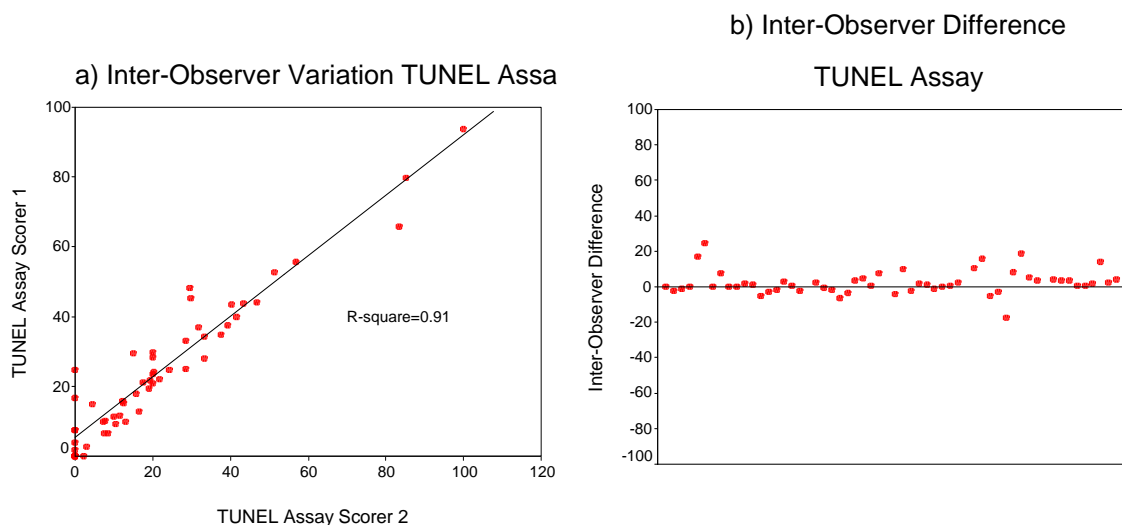 a) Inter-Observer Variation TUNEL Assa
100
80
60
40
20
0
0 20 40 60 80 100 120
TUNEL Assay Scorer 1
R-square=0.91
TUNEL Assay Scorer 2
b) Inter-Observer Difference
TUNEL Assay
100
80
60
40
20
0
-20
-40
-60
-80
-100
Inter-Observer Difference